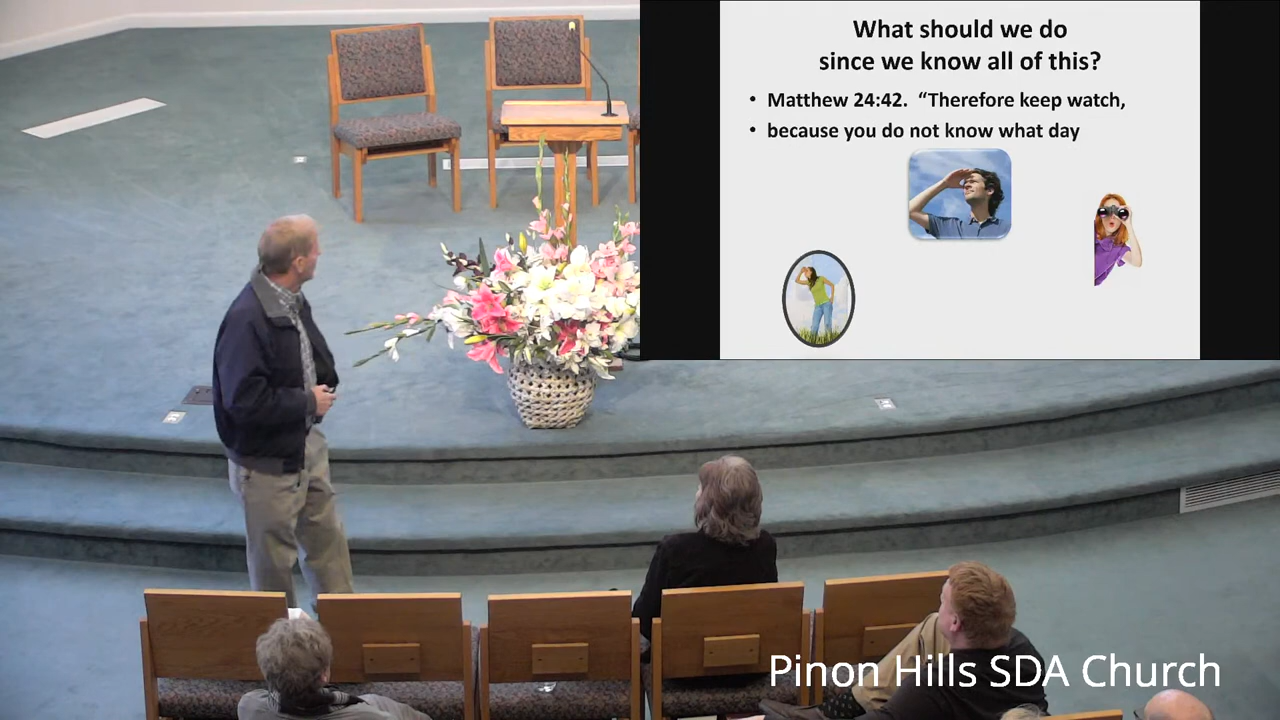 What should we do
since we know all of this?
• Matthew 24:42.  “Therefore keep watch,
• because you do not know what day
Pinon Hills SDA Church